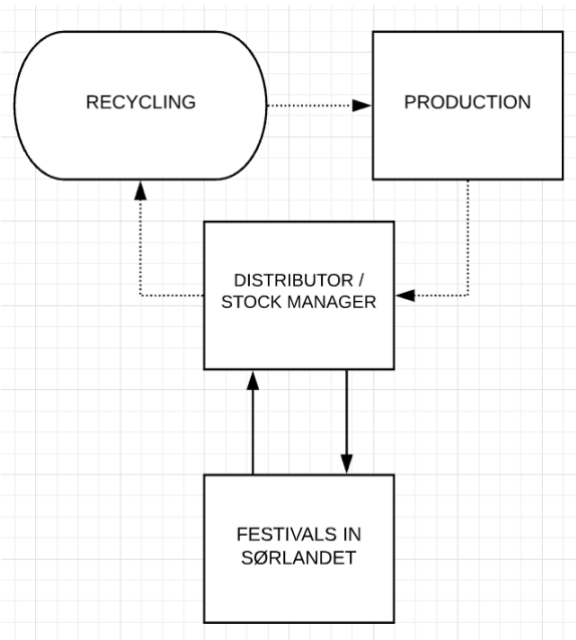 RECYCLING
PRODUCTION
DISTRIBUTOR /
STOCK MANAGER
FESTIVALS IN
SØRLANDET